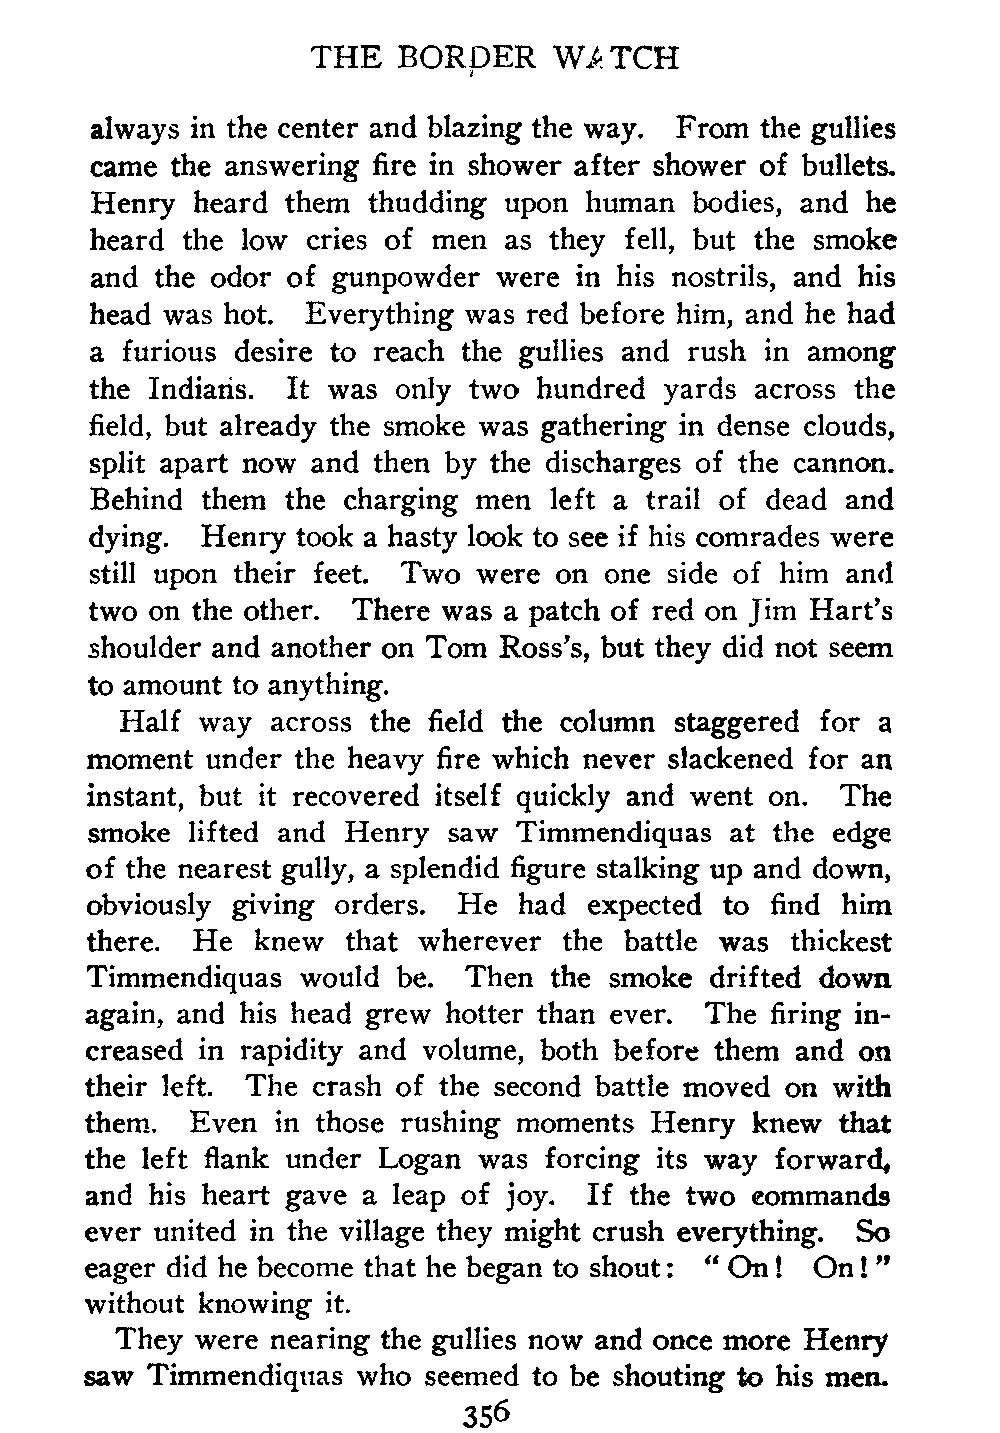 THE BORDER WATCH
always in the center and blazing the way. From the gullies
came the answering fire in shower after shower of bullets.
Henry heard them thudding upon human bodies, and he
heard the low cries of men as they fell, but the smoke
and the odor of gunpowder were in his nostrils, and his
head was hot. Everything was red before him, and he had
a furious desire to reach the gullies and rush in among
the Indians. It was only two hundred yards across the
field, but already the smoke was gathering in dense clouds,
split apart now and then by the discharges of the cannon.
Behind them the charging men left a trail of dead and
dying. Henry took a hasty look to see if his comrades were
still upon their feet. Two were on one side of him and
two on the other. There was a patch of red on Jim Hart's
shoulder and another on Tom Ross's, but they did not seem
to amount to anything.
Half way across the field the column staggered for a
moment under the heavy fire which never slackened for an
instant, but it recovered itself quickly and went on. The
smoke lifted and Henry saw Timmendiquas at the edge
of the nearest gully, a splendid figure stalking up and down,
obviously giving orders. He had expected to find him
there. He knew that wherever the battle was thickest
Timmendiquas would be. Then the smoke drifted down
again, and his head grew hotter than ever. The firing in-
creased in rapidity and volume, both before them and on
their left. The crash of the second battle moved on with
them. Even in those rushing moments Henry knew that
the left flank under Logan was forcing its way forward,
and his heart gave a leap of joy. If the two commands
ever united in the village they might crush everything. So
eager did he become that he began to shout: "On! On!"
without knowing it.
They were nearing the gullies now and once more Henry
saw Timmendiquas who seemed to be shouting to his men.
356